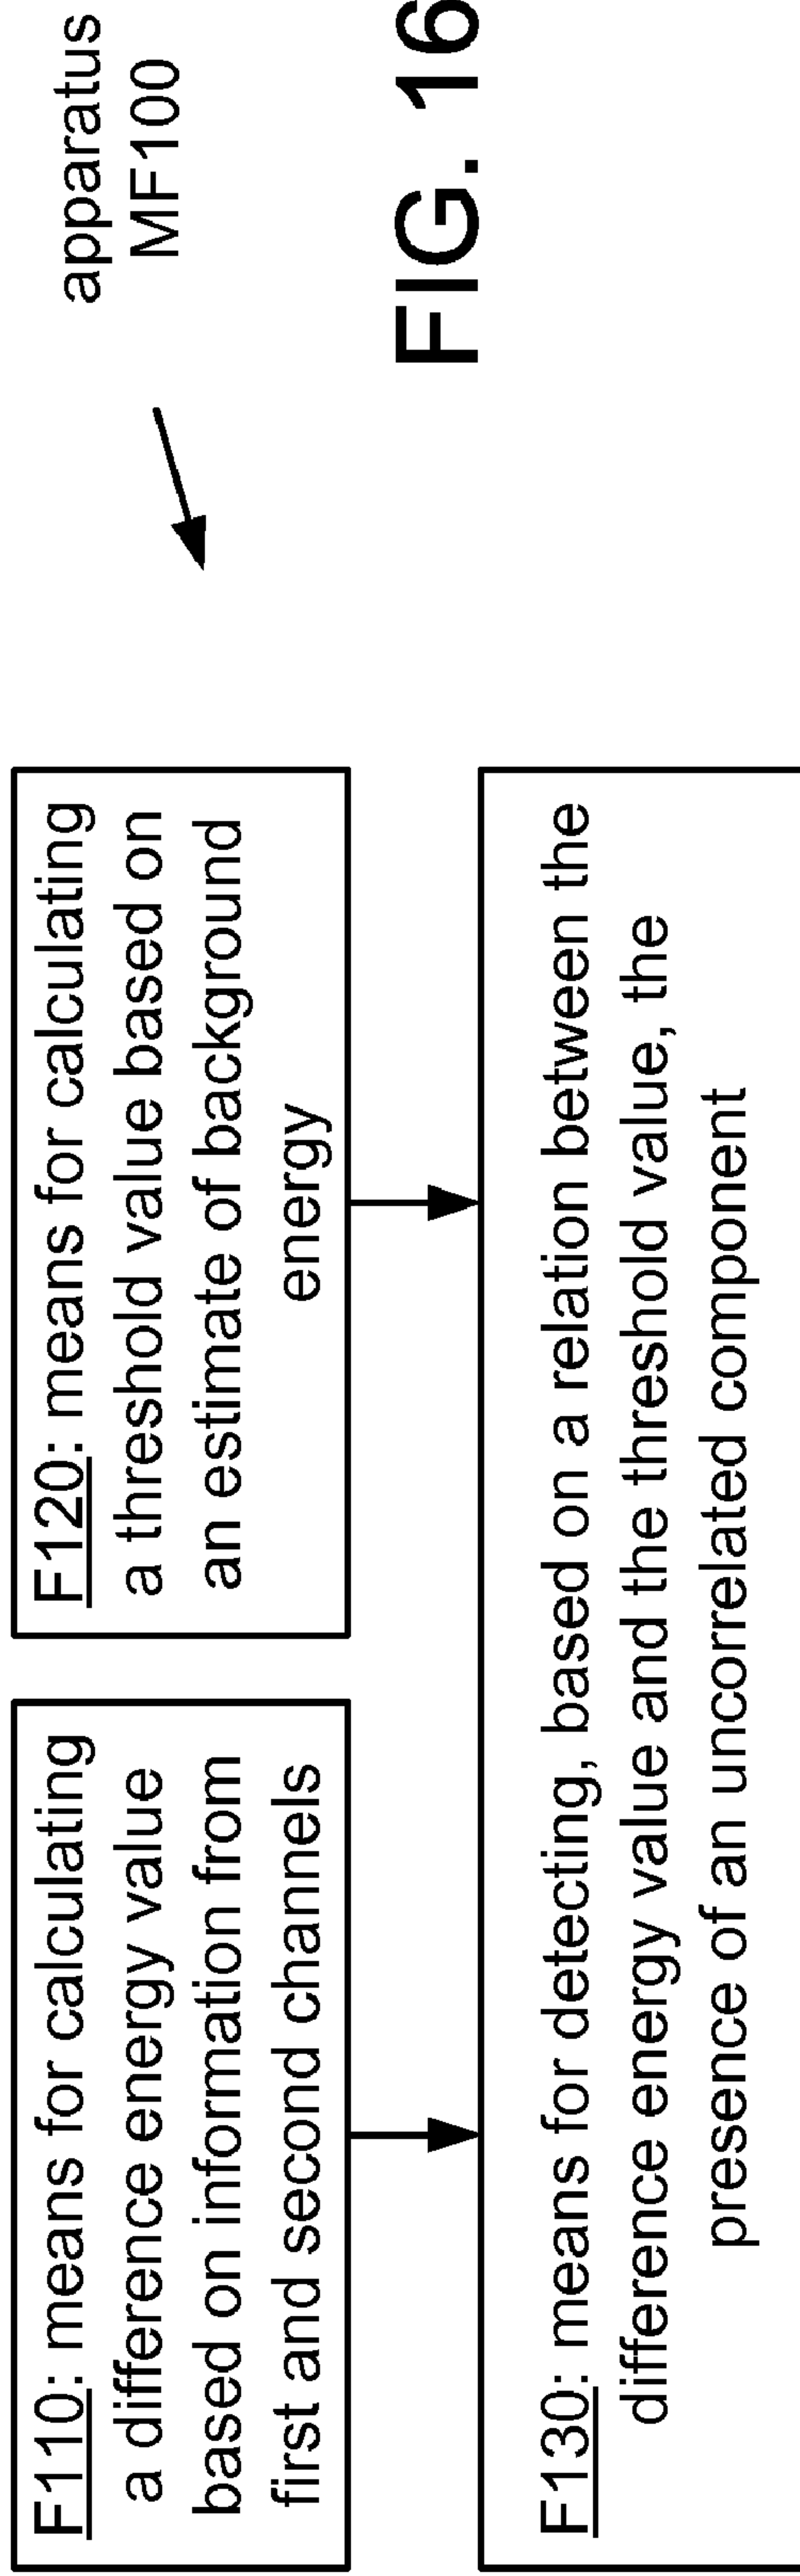 F110: means for calculating
a difference energy value
based on information from
first and second channels
F120: means for calculating
a threshold value based on
an estimate of background
energy
F130: means for detecting, based on a relation between the
difference energy value and the threshold value, the
presence of an uncorrelated component
apparatus
MF100
FIG. 16